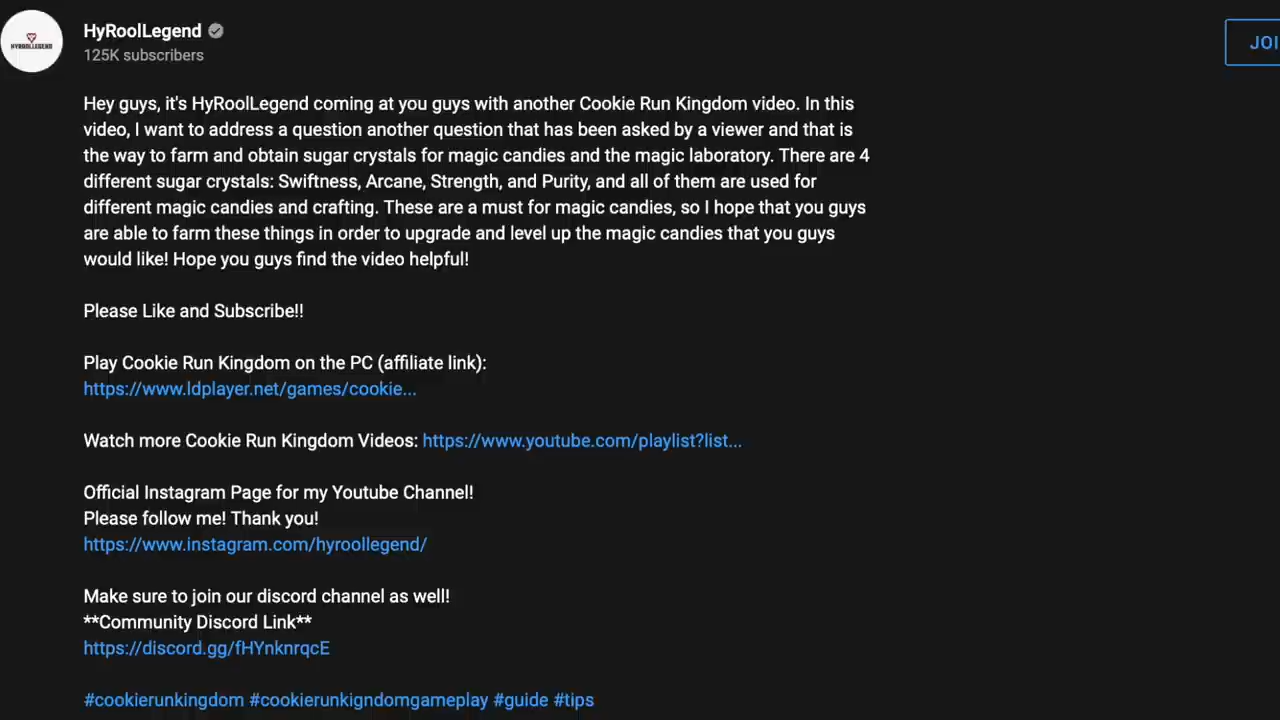 HyRoolLegend
125K subscribers
JOI
HYROOLLEGEND
Hey guys, it's HyRoolLegend coming at you guys with another Cookie Run Kingdom video. In this
video, I want to address a question another question that has been asked by a viewer and that is
the way to farm and obtain sugar crystals for magic candies and the magic laboratory. There are 4
different sugar crystals: Swiftness, Arcane, Strength, and Purity, and all of them are used for
different magic candies and crafting. These are a must for magic candies, so I hope that you guys
are able to farm these things in order to upgrade and level up the magic candies that you guys
would like! Hope you guys find the video helpful!
Please Like and Subscribe!!
Play Cookie Run Kingdom on the PC (affiliate link):
https://www.ldplayer.net/games/cookie...
Watch more Cookie Run Kingdom Videos: https://www.youtube.com/playlist?list...
Official Instagram Page for my Youtube Channel!
Please follow me! Thank you!
https://www.instagram.com/hyroollegend/
Make sure to join our discord channel as well!
**Community Discord Link**
https://discord.gg/fHYnknrqcE
#cookierunkingdom #cookierunkigndomgameplay #guide #tips